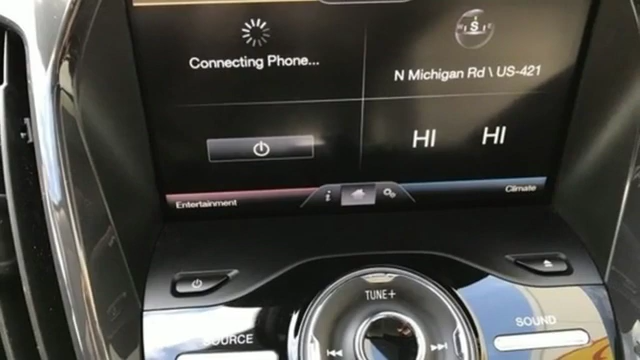 Connecting Phone...
S
N Michigan Rd \ US-421
HI HI
Entertainment
i
Climate
TUNE+
SOURCE
SOUND